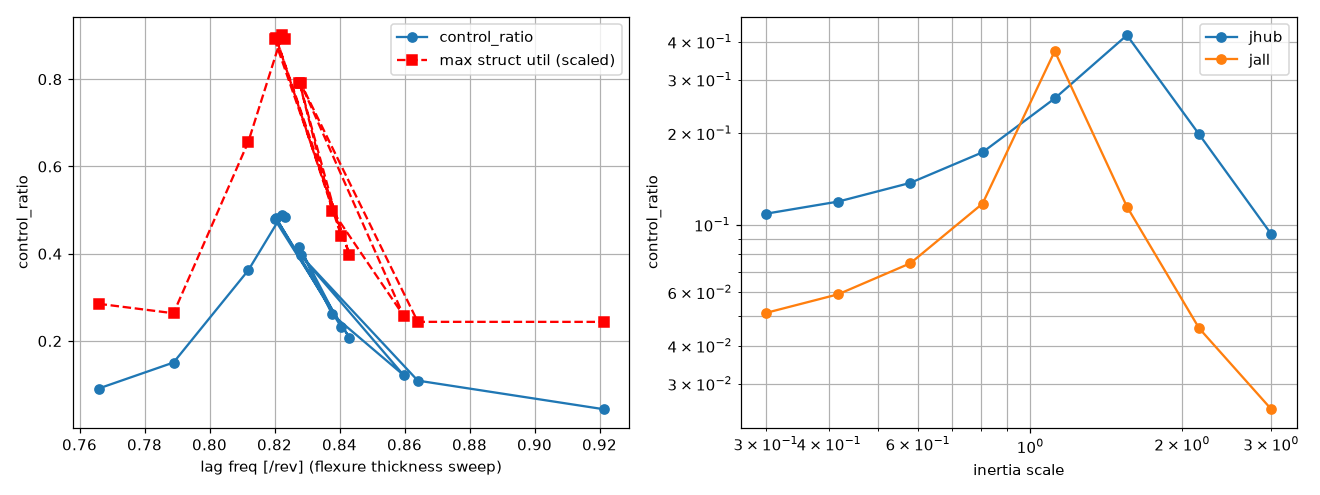 control_ratio
max struct util (scaled)
0.8
0.6
0.4
0.2
control_ratio
0.76 0.78 0.80 0.82 0.84 0.86 0.88 0.90 0.92
lag freq [/rev] (flexure thickness sweep)
jhub
jall
4 × 10⁻¹
3 × 10⁻¹
2 × 10⁻¹
10⁻¹
6 × 10⁻²
4 × 10⁻²
3 × 10⁻²
control_ratio
3 × 10⁻¹ 4 × 10⁻¹ 6 × 10⁻¹ 10⁰ 2 × 10⁰ 3 × 10⁰
inertia scale